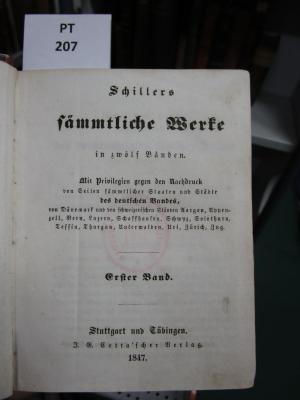 PT
207
Schillers
sämmtliche Werke
in zwölf Bänden.
Mit Privilegien gegen den Nachdruck
von Seiten sämmtlicher Staaten und Städte
des deutschen Bundes,
von Dänemark und den schweizerischen Ständen Aargau, Appen-
zell, Bern, Luzern, Schaffhausen, Schwyz, Solothurn,
Tessin, Thurgau, Unterwalden, Uri, Zürich, Zug.
Erster Band.
Stuttgart und Tübingen.
J. G. Cotta'scher Verlag.
1847.